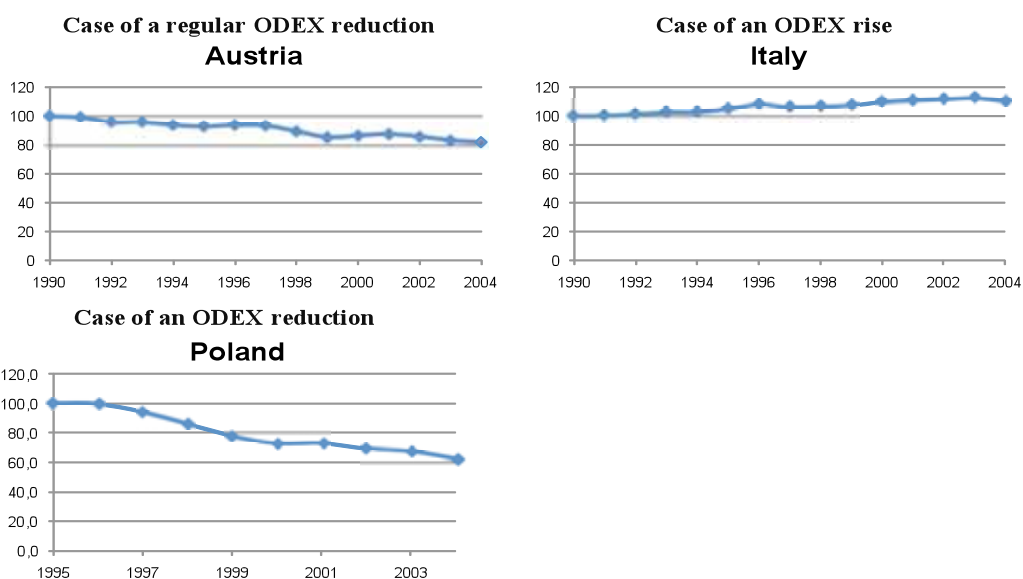 Case of a regular ODEX reduction
Austria
120
100
80
60
40
20
0
1990 1992 1994 1996 1998 2000 2002 2004
Case of an ODEX rise
Italy
120
100
80
60
40
20
0
1990 1992 1994 1996 1998 2000 2002 2004
Case of an ODEX reduction
Poland
120,0
100,0
80,0
60,0
40,0
20,0
0,0
1995 1997 1999 2001 2003